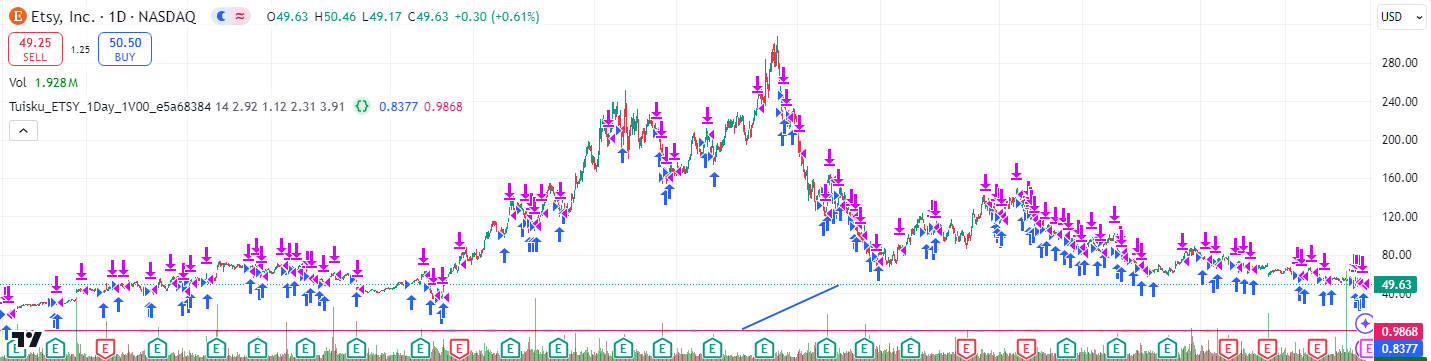 E Etsy, Inc. · 1D · NASDAQ O49.63 H50.46 L49.17 C49.63 +0.30 (+0.61%)
USD
49.25
SELL
1.25
50.50
BUY
Vol 1.928 M
Tuisku_ETSY_1Day_1V00_e5a68384 14 2.92 1.12 2.31 3.91 {} 0.8377 0.9868
280.00
240.00
200.00
160.00
120.00
80.00
49.63
40.00
0.9868
0.8377
E E E E E E E E E E E E E E E E E E E E E E E E E E E